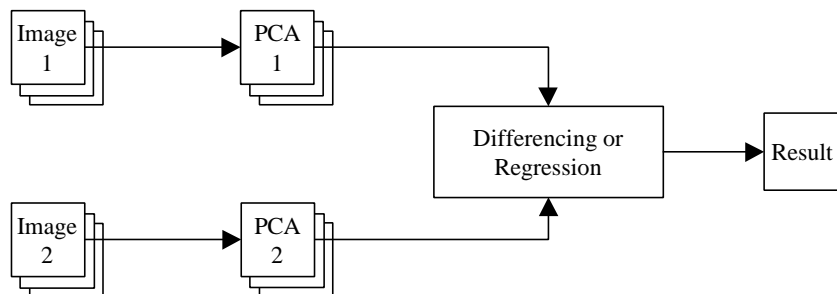 Image
1
PCA
1
Differencing or
Regression
Result
Image
2
PCA
2